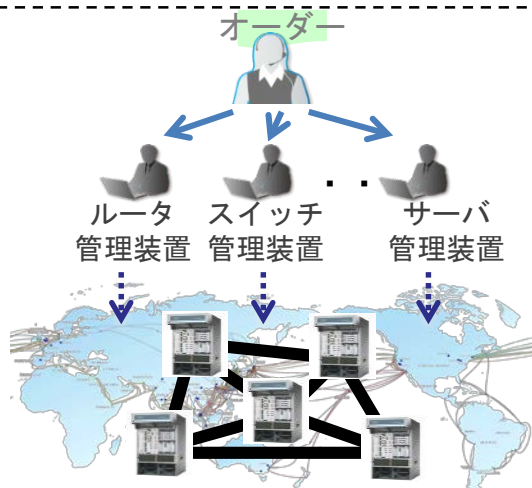 オーダー
ルータ スイッチ ・・ サーバ
管理装置 管理装置 管理装置